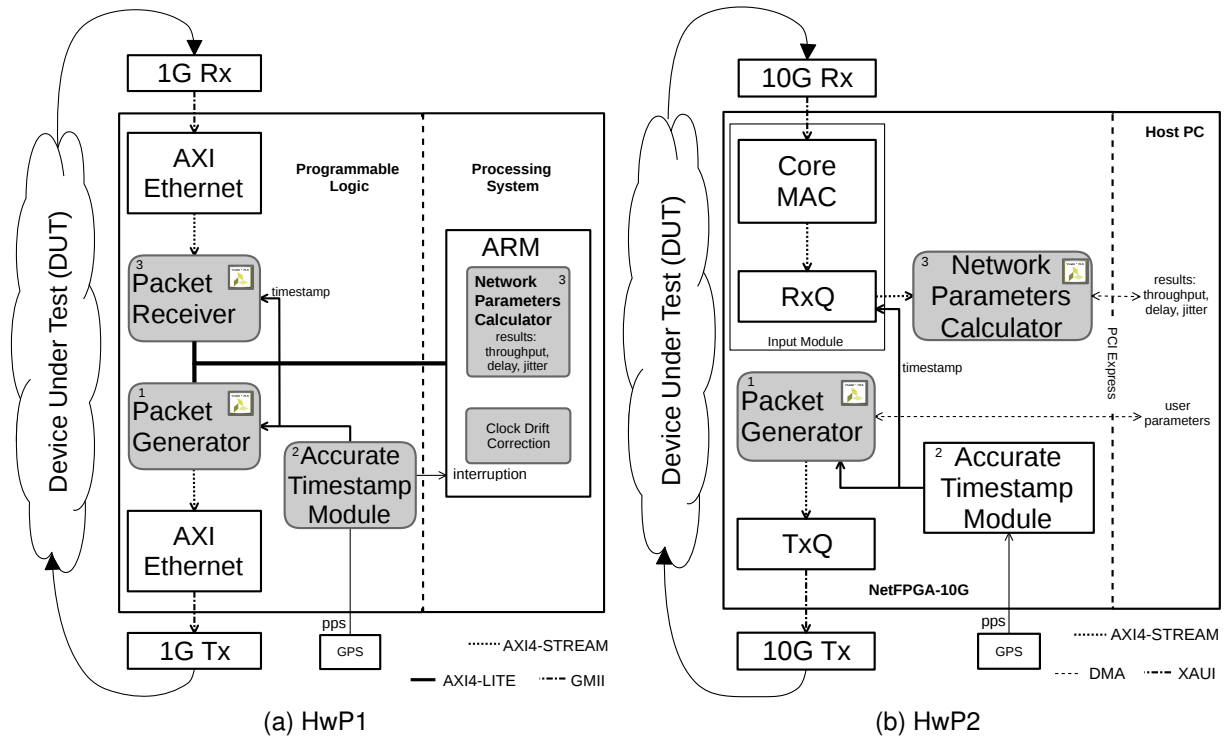 1G Rx
AXI
Ethernet
Programmable
Logic
Processing
System
Device Under Test (DUT)
3
Packet
Receiver
timestamp
ARM
Network
3
Parameters
Calculator
results:
throughput,
delay, jitter
1
Packet
Generator
Clock Drift
Correction
2
Accurate
Timestamp
Module
interruption
AXI
Ethernet
pps
1G Tx
GPS
AXI4-STREAM
AXI4-LITE
GMII
(a) HwP1
10G Rx
Host PC
Core
MAC
Device Under Test (DUT)
RxQ
Input Module
3
Network
Parameters
Calculator
results:
throughput,
delay, jitter
PCI Express
timestamp
1
Packet
Generator
user
parameters
2
Accurate
Timestamp
Module
TxQ
NetFPGA-10G
pps
10G Tx
GPS
AXI4-STREAM
DMA
XAUI
(b) HwP2